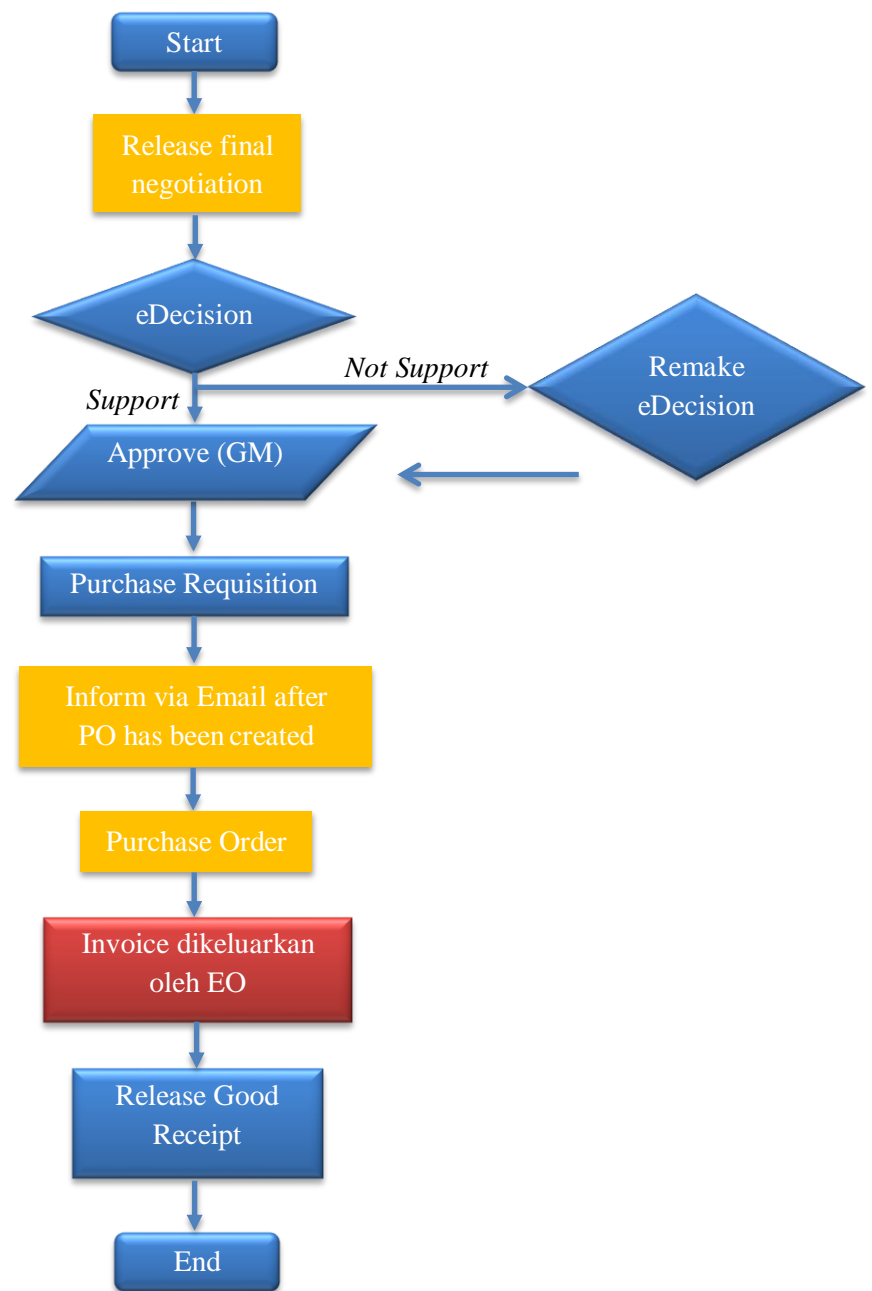 Start
Release final
negotiation
eDecision
Not Support
Remake
eDecision
Support
Approve (GM)
Purchase Requisition
Inform via Email after
PO has been created
Purchase Order
Invoice dikeluarkan
oleh EO
Release Good
Receipt
End